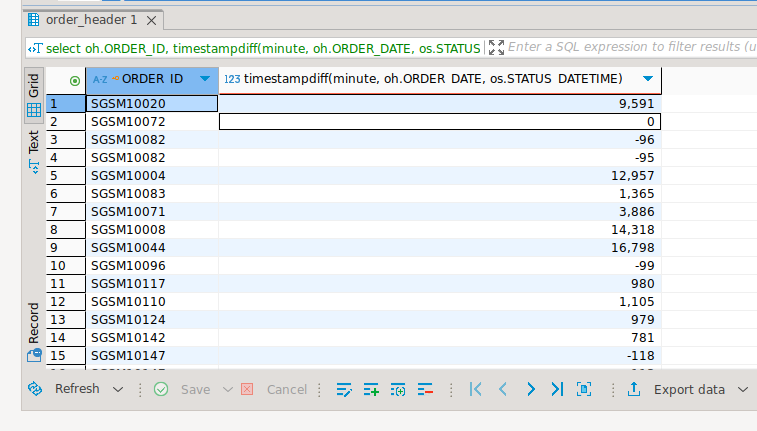 order_header 1
select oh.ORDER_ID, timestampdiff(minute, oh.ORDER_DATE, os.STATUS
Enter a SQL expression to filter results (u
Grid
Text
Record
A-Z ORDER_ID
123 timestampdiff(minute, oh.ORDER_DATE, os.STATUS_DATETIME)
1 SGSM10020 9,591
2 SGSM10072 0
3 SGSM10082 -96
4 SGSM10082 -95
5 SGSM10004 12,957
6 SGSM10083 1,365
7 SGSM10071 3,886
8 SGSM10008 14,318
9 SGSM10044 16,798
10 SGSM10096 -99
11 SGSM10117 980
12 SGSM10110 1,105
13 SGSM10124 979
14 SGSM10142 781
15 SGSM10147 -118
Refresh Save Cancel Export data